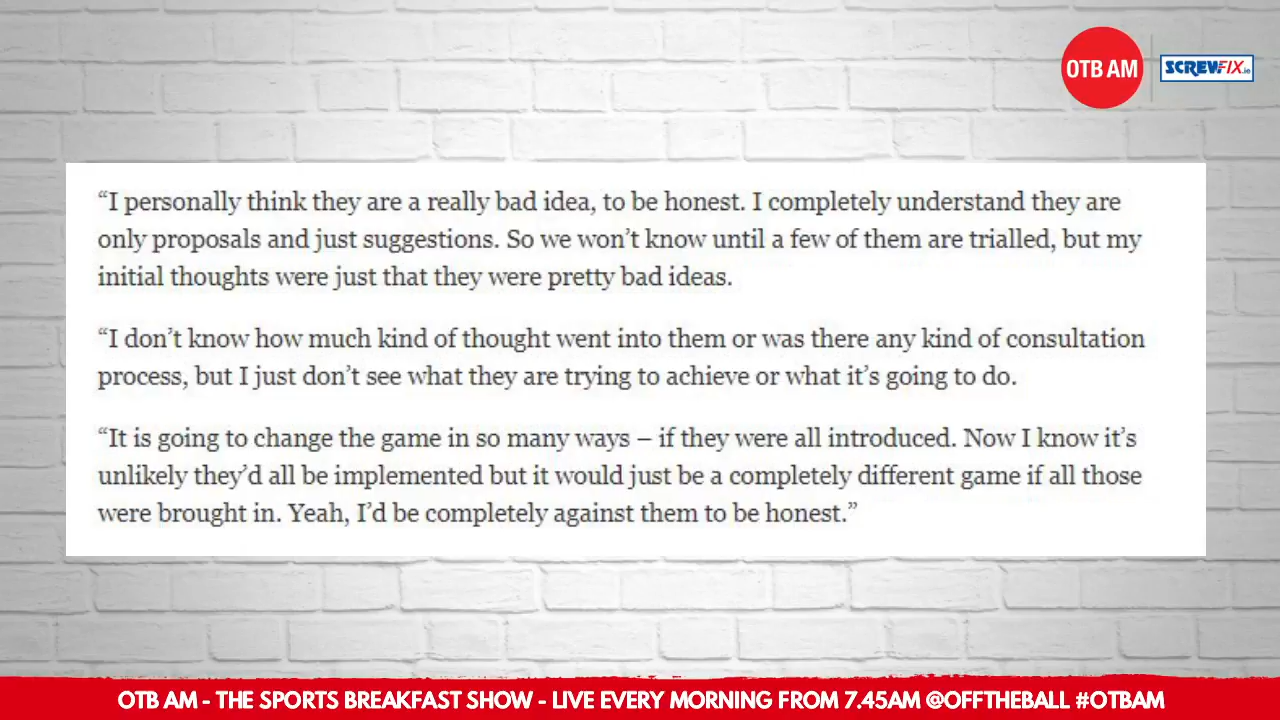 OTB AM
SCREWFIX.ie
“I personally think they are a really bad idea, to be honest. I completely understand they are
only proposals and just suggestions. So we won’t know until a few of them are trialled, but my
initial thoughts were just that they were pretty bad ideas.
“I don’t know how much kind of thought went into them or was there any kind of consultation
process, but I just don’t see what they are trying to achieve or what it’s going to do.
“It is going to change the game in so many ways – if they were all introduced. Now I know it’s
unlikely they’d all be implemented but it would just be a completely different game if all those
were brought in. Yeah, I’d be completely against them to be honest.”
OTB AM - THE SPORTS BREAKFAST SHOW - LIVE EVERY MORNING FROM 7.45AM @OFFTHEBALL #OTBAM